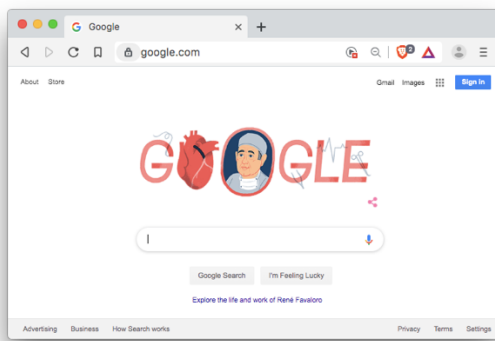 Google
google.com
2
About Store
Gmail Images Sign in
GOOGLE
Google Search I'm Feeling Lucky
Explore the life and work of René Favaloro
Advertising Business How Search works Privacy Terms Settings